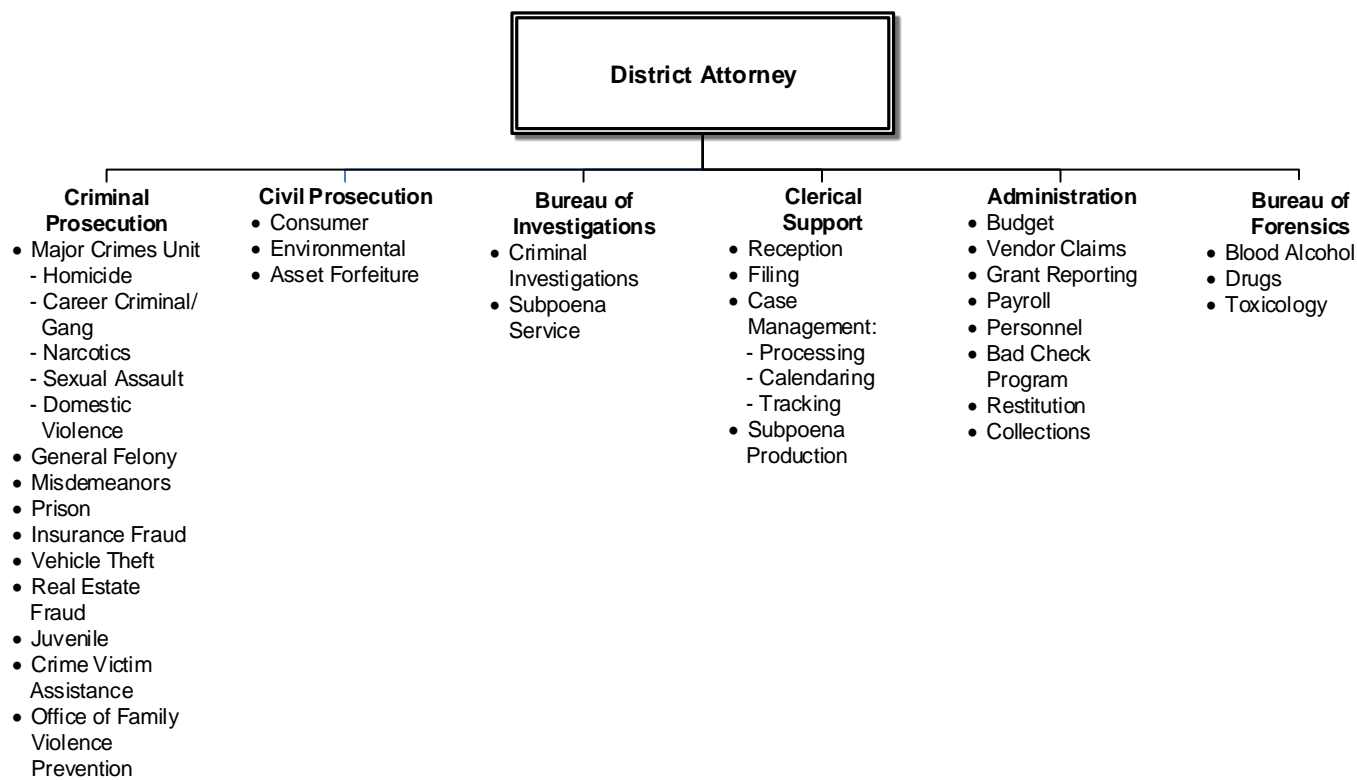 District Attorney
Criminal
Prosecution
• Major Crimes Unit
- Homicide
- Career Criminal/
Gang
- Narcotics
- Sexual Assault
- Domestic
Violence
• General Felony
• Misdemeanors
• Prison
• Insurance Fraud
• Vehicle Theft
• Real Estate
Fraud
• Juvenile
• Crime Victim
Assistance
• Office of Family
Violence
Prevention
Civil Prosecution
• Consumer
• Environmental
• Asset Forfeiture
Bureau of
Investigations
• Criminal
Investigations
• Subpoena
Service
Clerical
Support
• Reception
• Filing
• Case
Management:
- Processing
- Calendaring
- Tracking
• Subpoena
Production
Administration
• Budget
• Vendor Claims
• Grant Reporting
• Payroll
• Personnel
• Bad Check
Program
• Restitution
• Collections
Bureau of
Forensics
• Blood Alcohol
• Drugs
• Toxicology